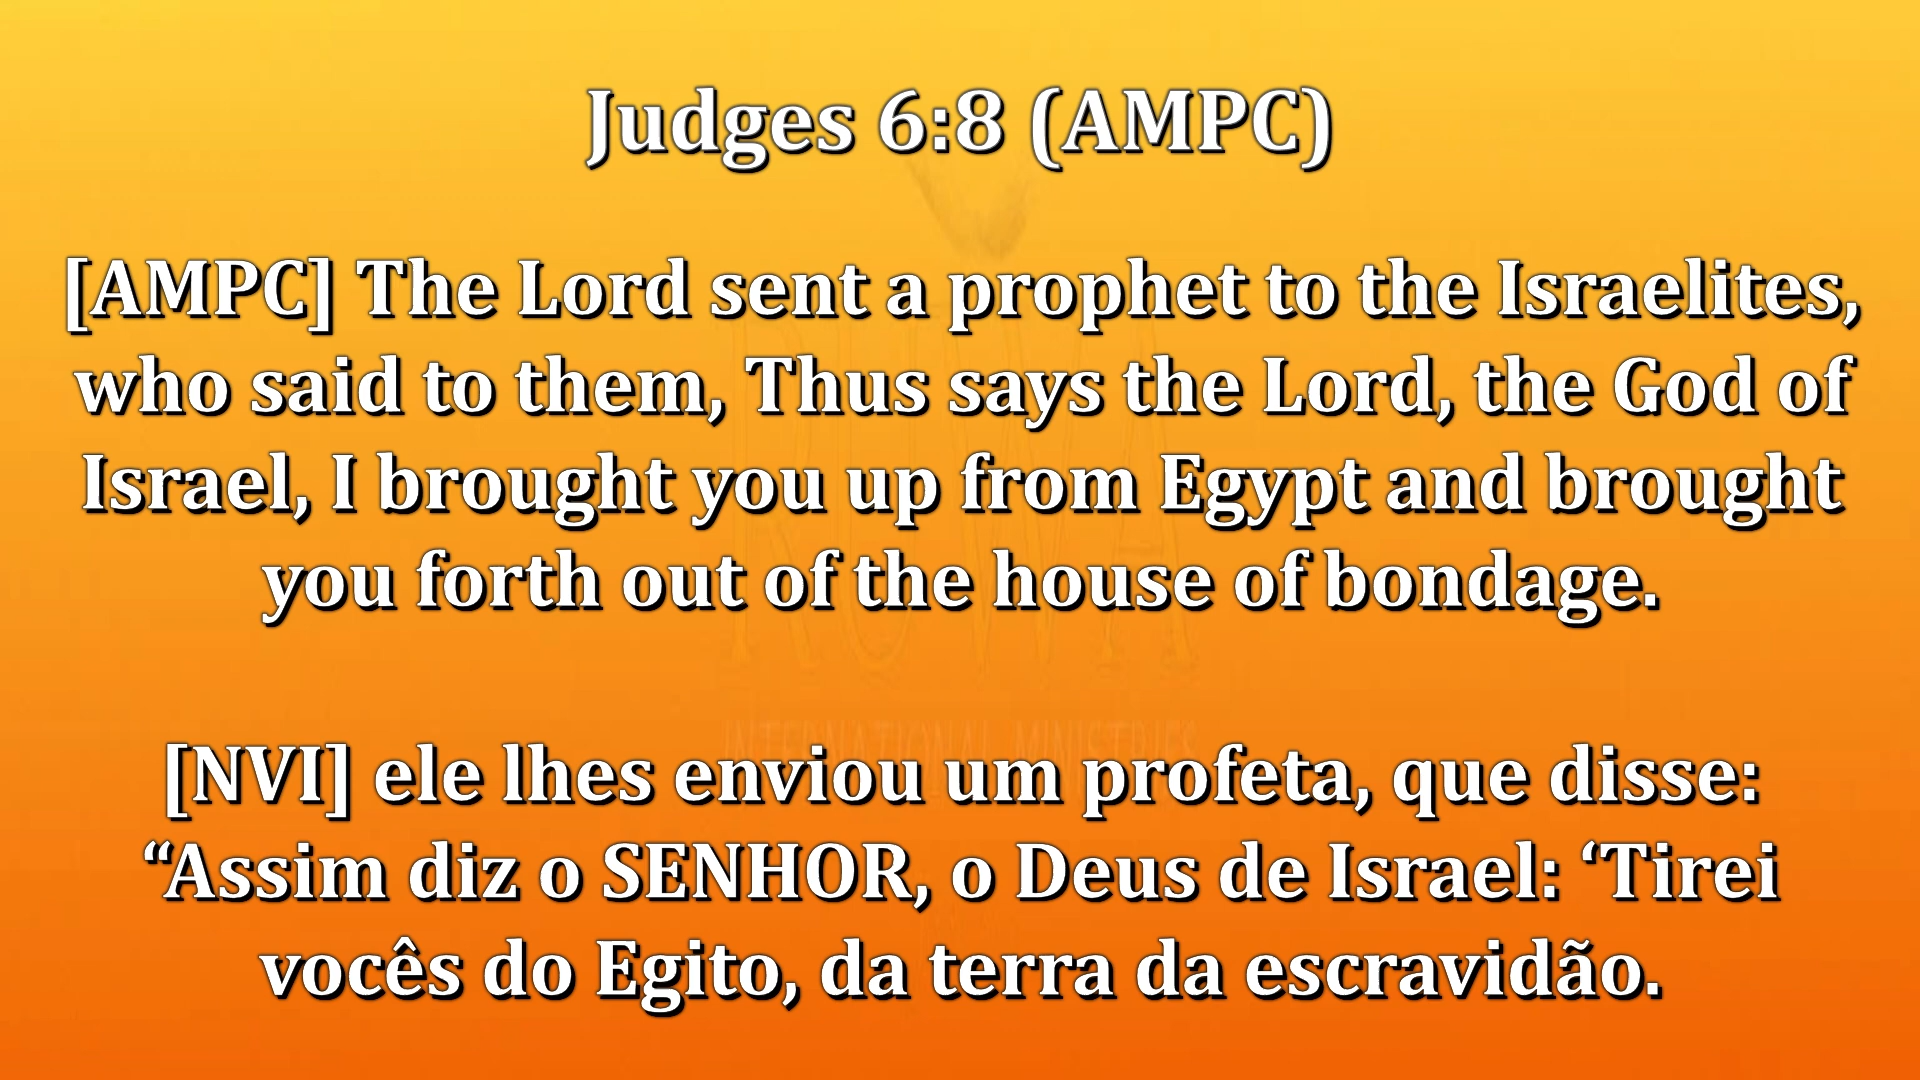 Judges 6:8 (AMPC)
[AMPC] The Lord sent a prophet to the Israelites,
who said to them, Thus says the Lord, the God of
Israel, I brought you up from Egypt and brought
you forth out of the house of bondage.
RUWA
INTERNATIONAL MINISTRIES
[NVI] ele lhes enviou um profeta, que disse:
“Assim diz o SENHOR, o Deus de Israel: ‘Tirei
vocês do Egito, da terra da escravidão.